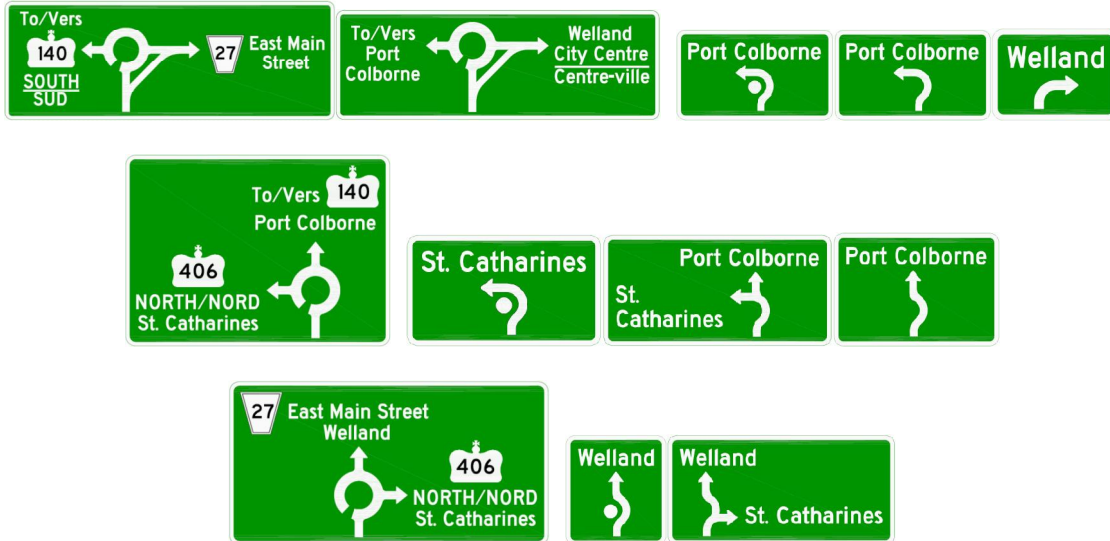 To/Vers
140
SOUTH
SUD
27
East Main
Street
To/Vers
Port
Colborne
Welland
City Centre
Centre-ville
Port Colborne
Port Colborne
Welland
To/Vers 140
Port Colborne
406
NORTH/NORD
St. Catharines
St. Catharines
Port Colborne
St.
Catharines
Port Colborne
27 East Main Street
Welland
406
NORTH/NORD
St. Catharines
Welland
Welland
St. Catharines